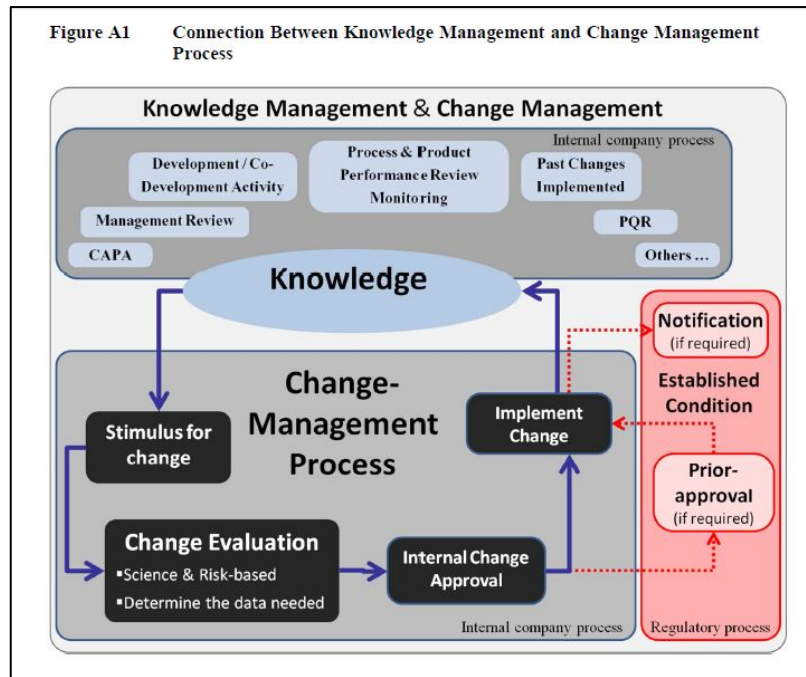 Figure A1 Connection Between Knowledge Management and Change Management
Process
Knowledge Management & Change Management
Internal company process
Development / Co-
Development Activity
Process & Product
Performance Review
Monitoring
Past Changes
Implemented
Management Review
PQR
CAPA
Others ...
Knowledge
Notification
(if required)
Established
Condition
Change-
Management
Process
Stimulus for
change
Implement
Change
Prior-
approval
(if required)
Change Evaluation
▪Science & Risk-based
▪Determine the data needed
Internal Change
Approval
Internal company process
Regulatory process